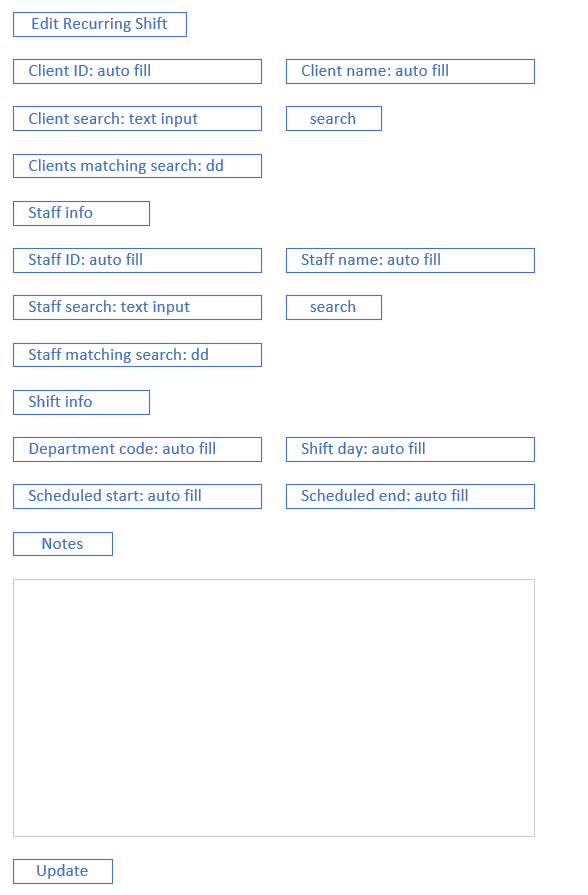 Edit Recurring Shift
Client ID: auto fill
Client name: auto fill
Client search: text input
search
Clients matching search: dd
Staff info
Staff ID: auto fill
Staff name: auto fill
Staff search: text input
search
Staff matching search: dd
Shift info
Department code: auto fill
Shift day: auto fill
Scheduled start: auto fill
Scheduled end: auto fill
Notes
Update